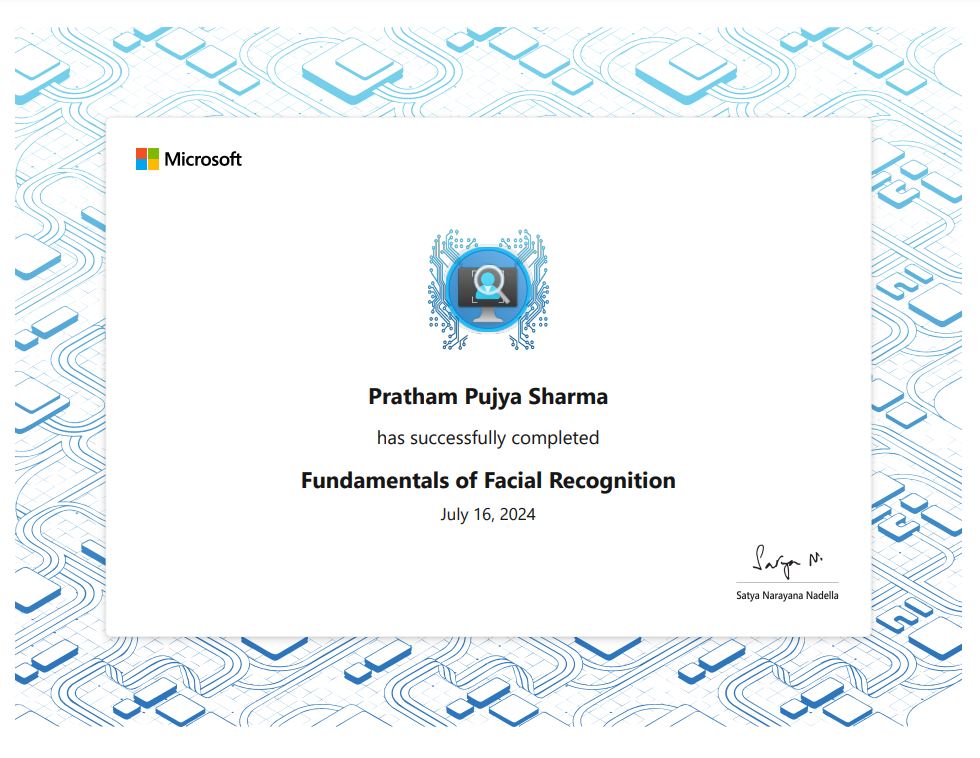 Microsoft
Pratham Pujya Sharma
has successfully completed
Fundamentals of Facial Recognition
July 16, 2024
Satya N.
Satya Narayana Nadella